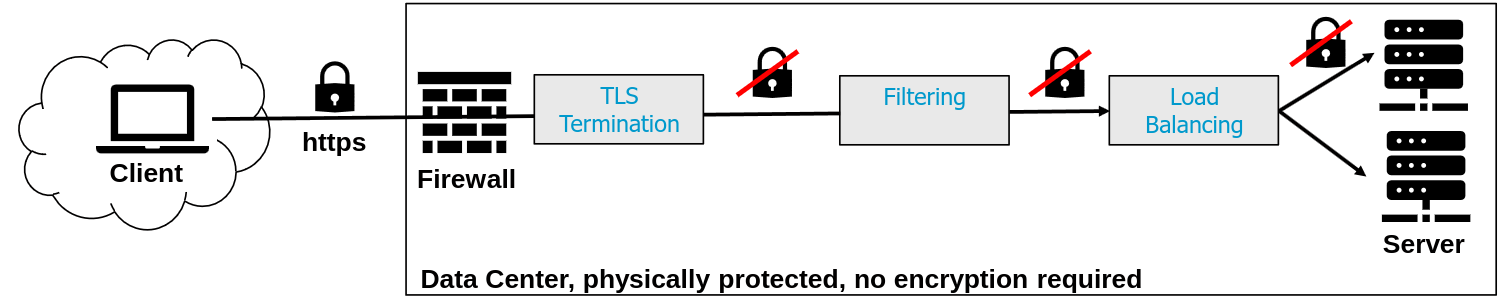 Client
https
Firewall
TLS
Termination
Filtering
Load
Balancing
Server
Data Center, physically protected, no encryption required